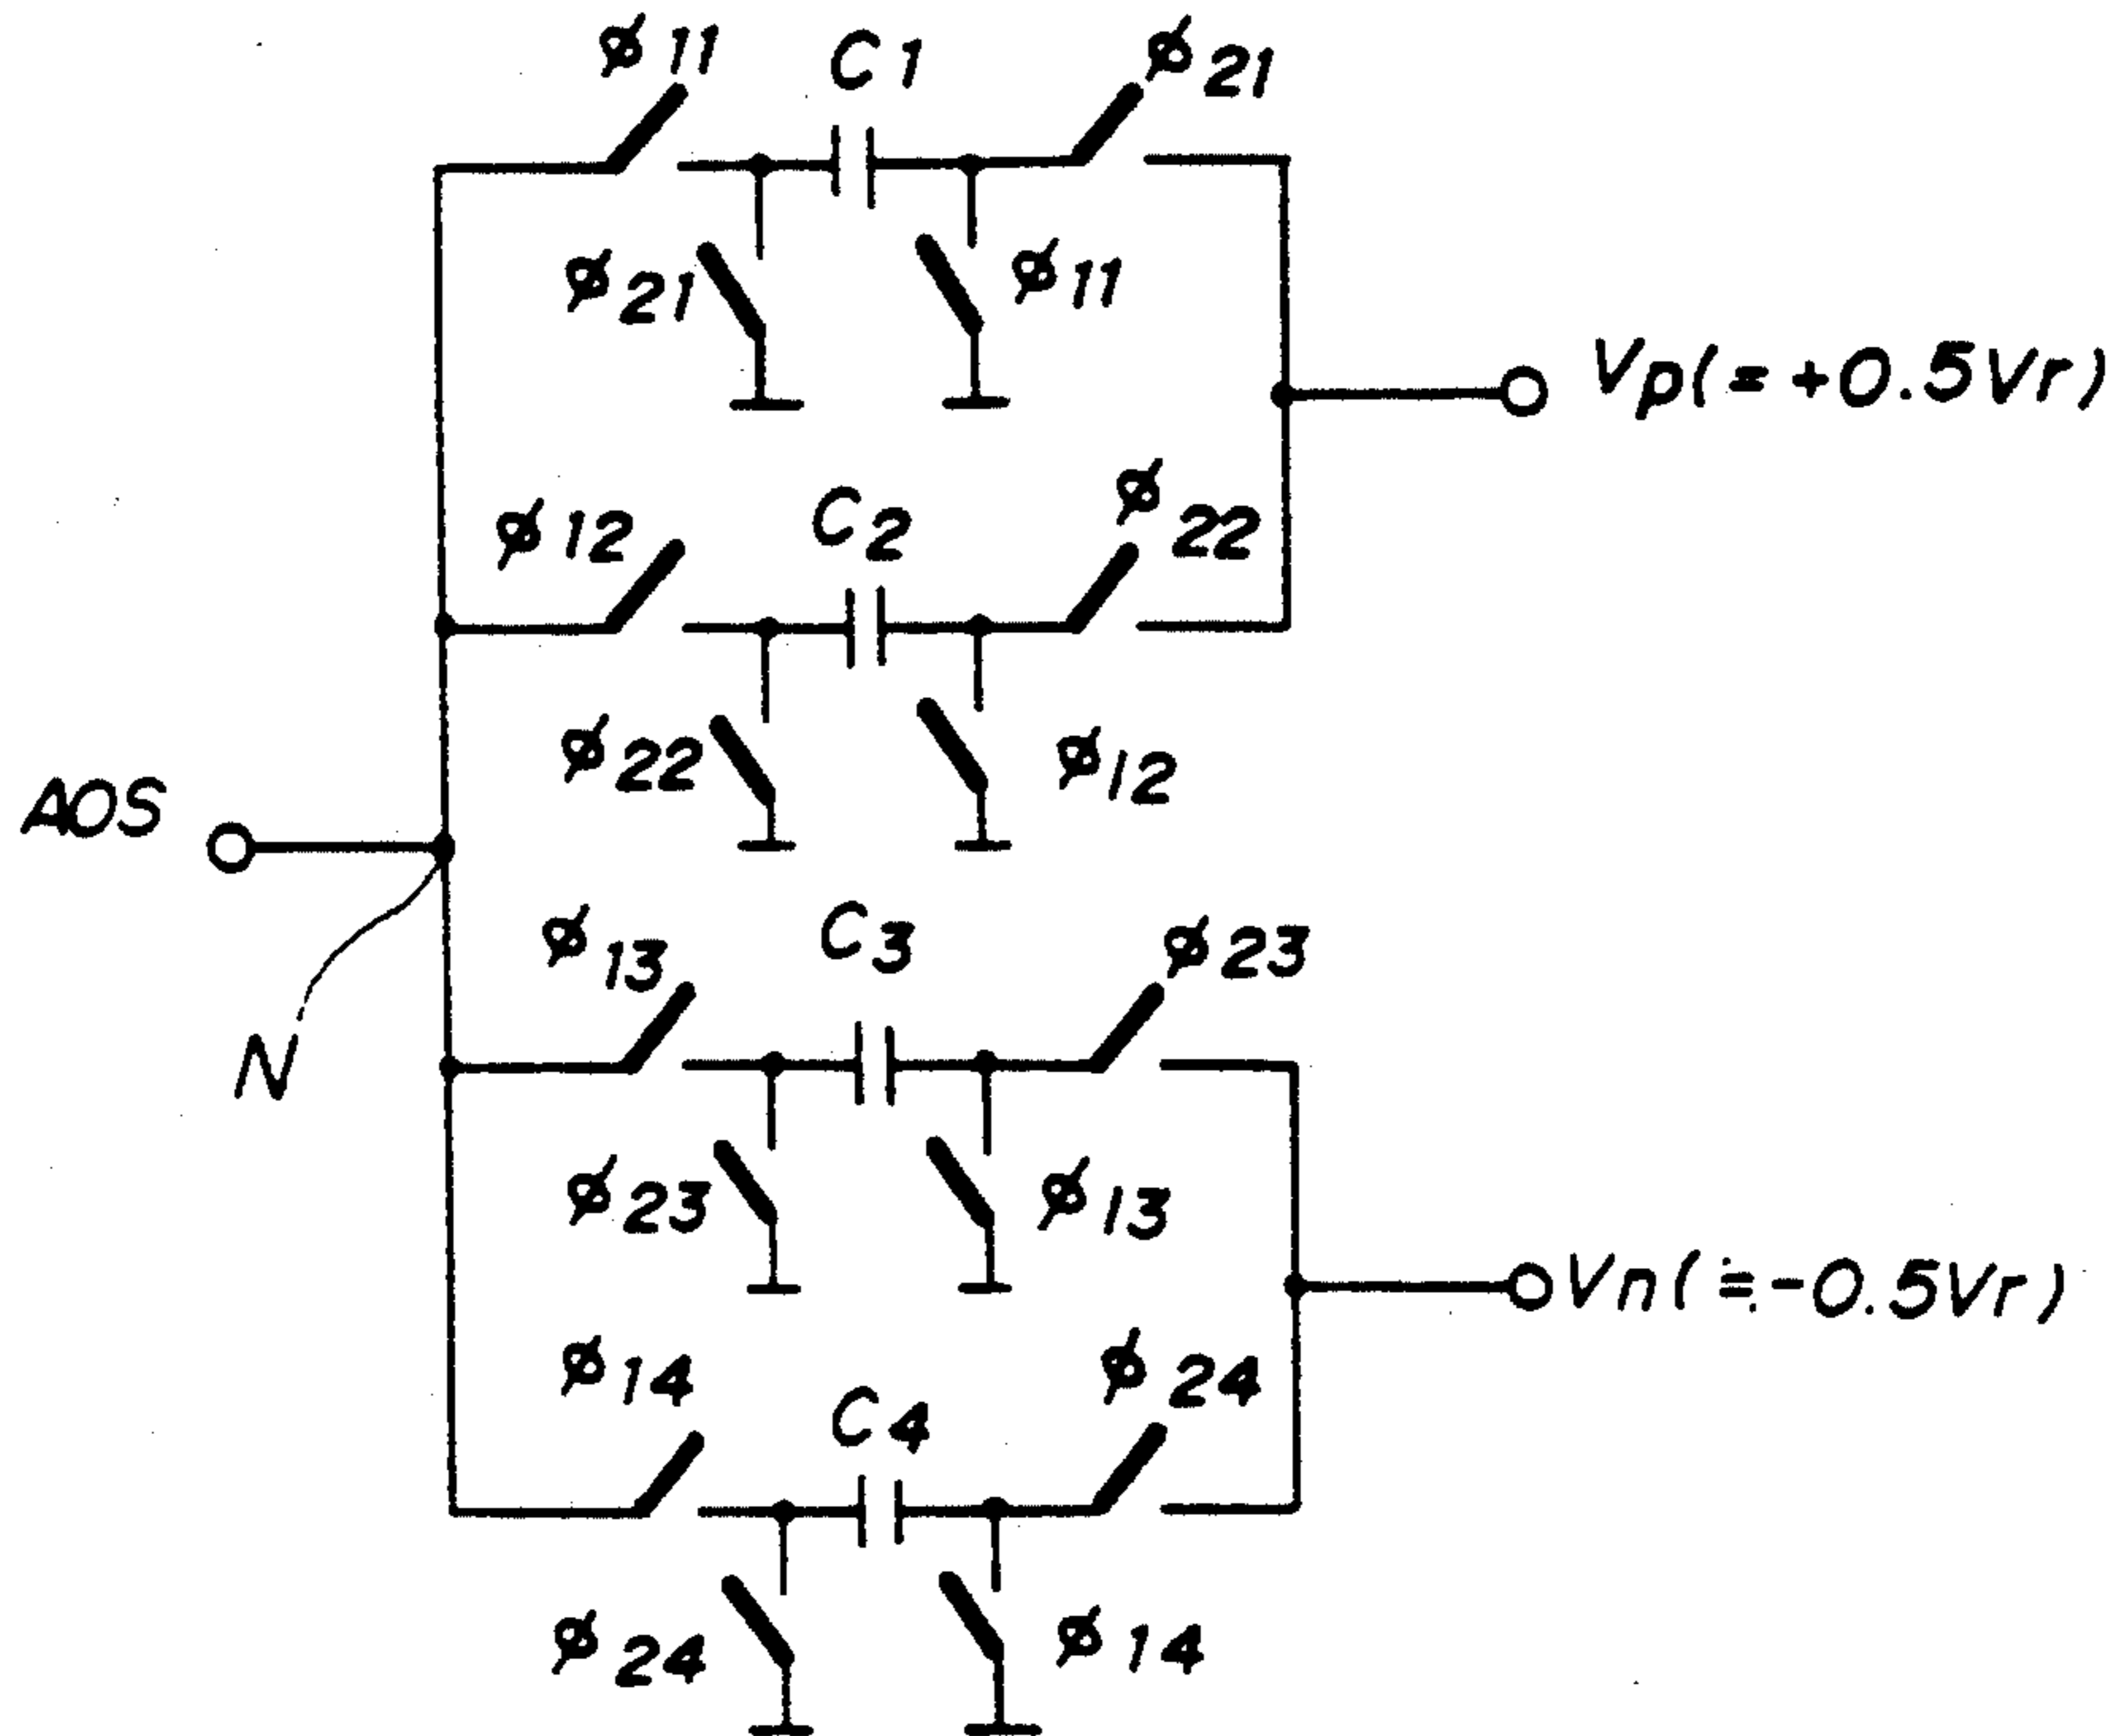 ø11 C1 ø21
ø21 ø11
Vp(=+0.5Vr)
ø12 C2 ø22
ø22 ø12
AOS
ø13 C3 ø23
N
ø23 ø13
Vn(≒-0.5Vr)
ø14 C4 ø24
ø24 ø14